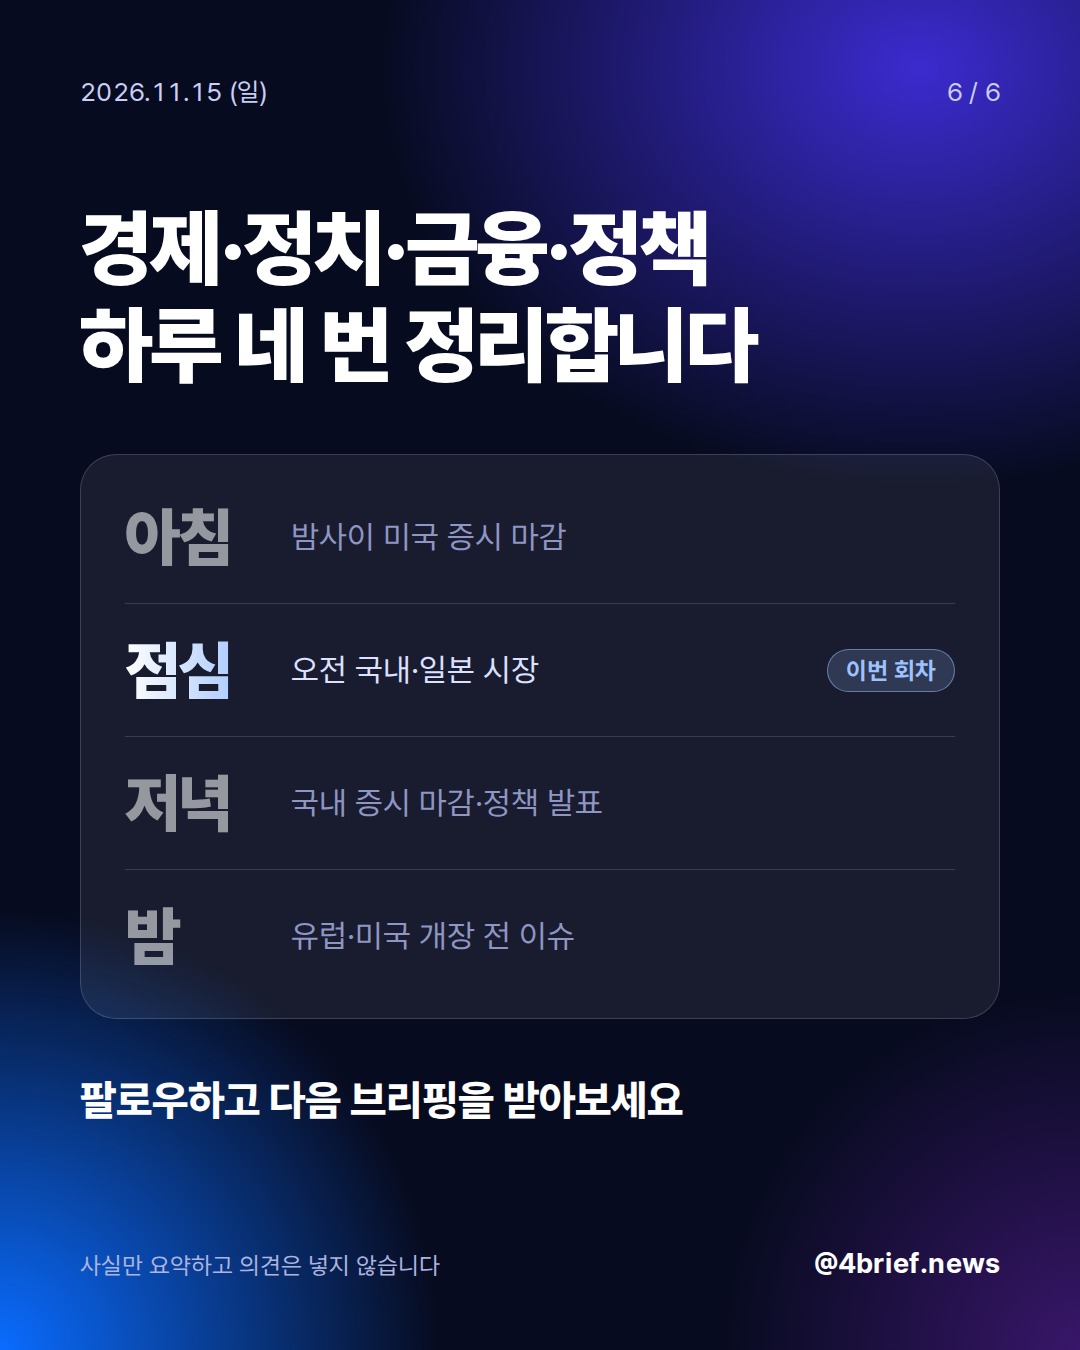 2026.11.15 (일)
6 / 6
경제·정치·금융·정책
하루 네 번 정리합니다
아침
밤사이 미국 증시 마감
점심
오전 국내·일본 시장
이번 회차
저녁
국내 증시 마감·정책 발표
밤
유럽·미국 개장 전 이슈
팔로우하고 다음 브리핑을 받아보세요
사실만 요약하고 의견은 넣지 않습니다
@4brief.news